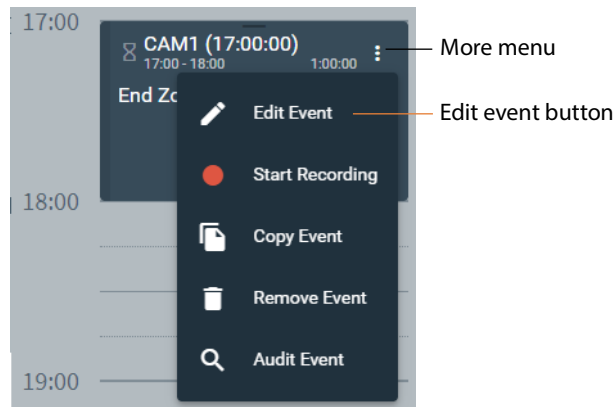 17:00
CAM1 (17:00:00)
17:00 - 18:00 1:00:00
More menu
End Zo
Edit Event
Edit event button
Start Recording
18:00
Copy Event
Remove Event
Audit Event
19:00